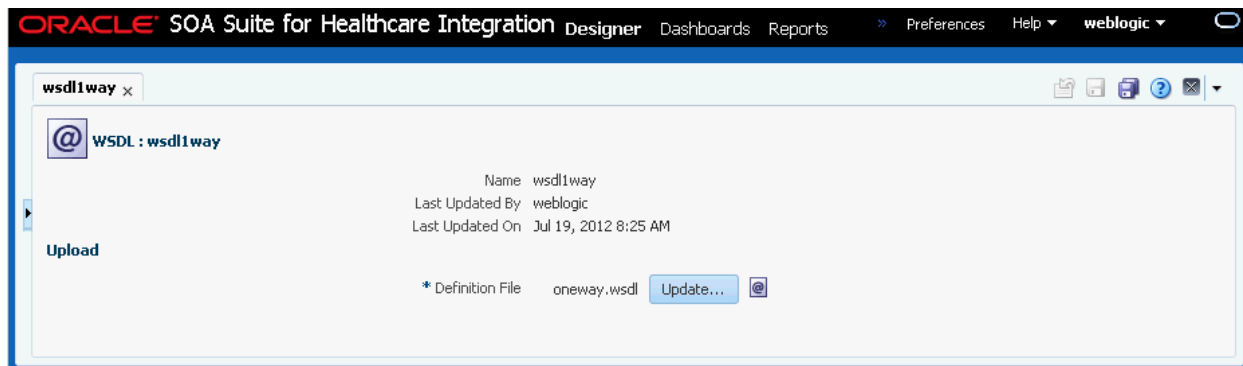 ORACLE SOA Suite for Healthcare Integration Designer Dashboards Reports » Preferences Help weblogic
wsdl1way x
@ WSDL : wsdl1way
Name wsdl1way
Last Updated By weblogic
Last Updated On Jul 19, 2012 8:25 AM
Upload
* Definition File oneway.wsdl Update... @